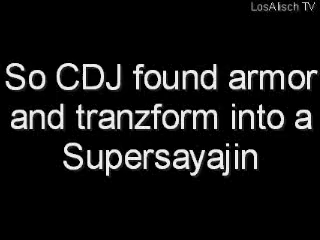 LosAlisch TV
So CDJ found armor
and tranzform into a
Supersayajin